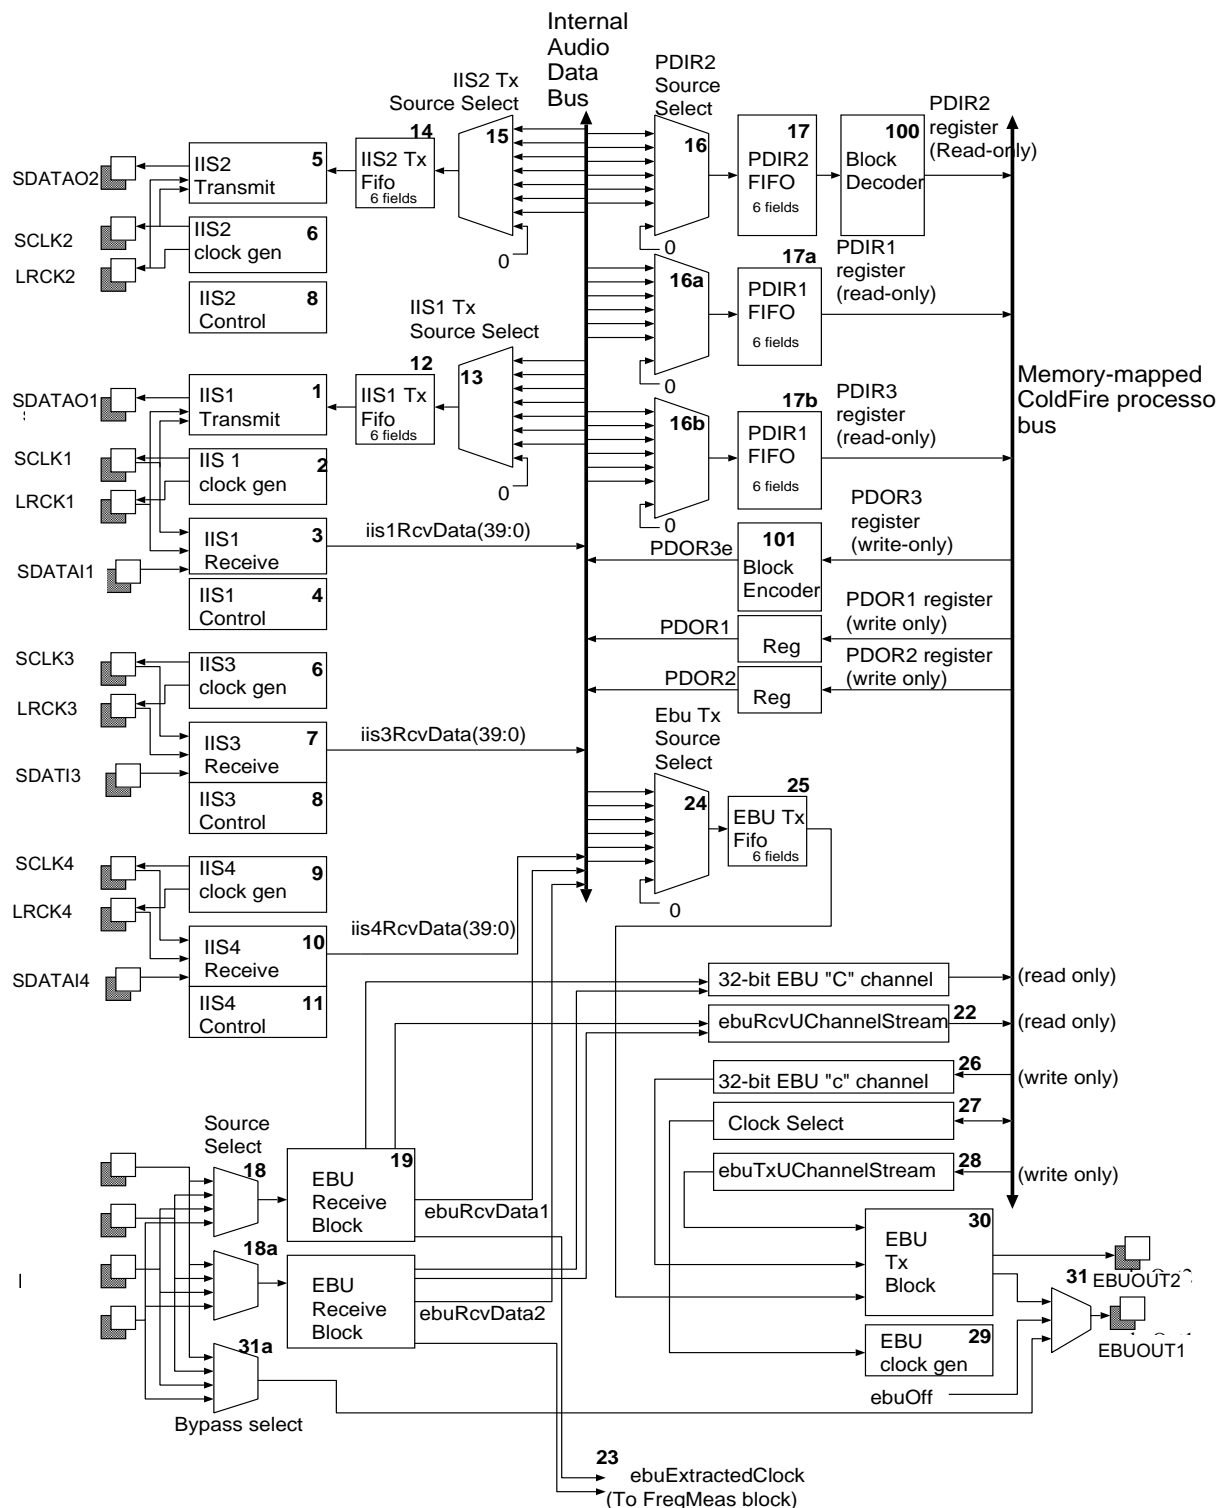 Internal
Audio
Data
Bus
PDIR2
Source
Select
IIS2 Tx
Source Select
PDIR2
register
(Read-only)
14
15
16
17
100
5
IIS2
Transmit
IIS2 Tx
Fifo
6 fields
PDIR2
FIFO
6 fields
Block
Decoder
SDATAO2
SCLK2
IIS2
clock gen
6
LRCK2
0
0
IIS2
Control
8
16a
17a
PDIR1
FIFO
6 fields
PDIR1
register
(read-only)
IIS1 Tx
Source Select
12
13
SDATAO1
IIS1
Transmit
1
IIS1 Tx
Fifo
6 fields
0
16b
17b
PDIR1
FIFO
6 fields
PDIR3
register
(read-only)
Memory-mapped
ColdFire processo
bus
SCLK1
IIS 1
clock gen
2
LRCK1
0
0
IIS1
Receive
3
iis1RcvData(39:0)
SDATAI1
IIS1
Control
4
PDOR3e
101
Block
Encoder
PDOR3
register
(write-only)
PDOR1
Reg
PDOR1 register
(write only)
PDOR2
Reg
PDOR2 register
(write only)
SCLK3
IIS3
clock gen
6
LRCK3
IIS3
Receive
7
iis3RcvData(39:0)
SDATI3
IIS3
Control
8
Ebu Tx
Source
Select
24
25
EBU Tx
Fifo
6 fields
0
SCLK4
IIS4
clock gen
9
LRCK4
IIS4
Receive
10
iis4RcvData(39:0)
SDATAI4
IIS4
Control
11
32-bit EBU "C" channel
(read only)
ebuRcvUChannelStream
22
(read only)
32-bit EBU "c" channel
26
(write only)
Clock Select
27
ebuTxUChannelStream
28
(write only)
Source
Select
18
19
EBU
Receive
Block
ebuRcvData1
18a
EBU
Receive
Block
ebuRcvData2
31a
Bypass select
30
EBU
Tx
Block
31
EBUOUT2
EBUOUT1
EBU
clock gen
29
ebuOff
23
ebuExtractedClock
(To FreqMeas block)